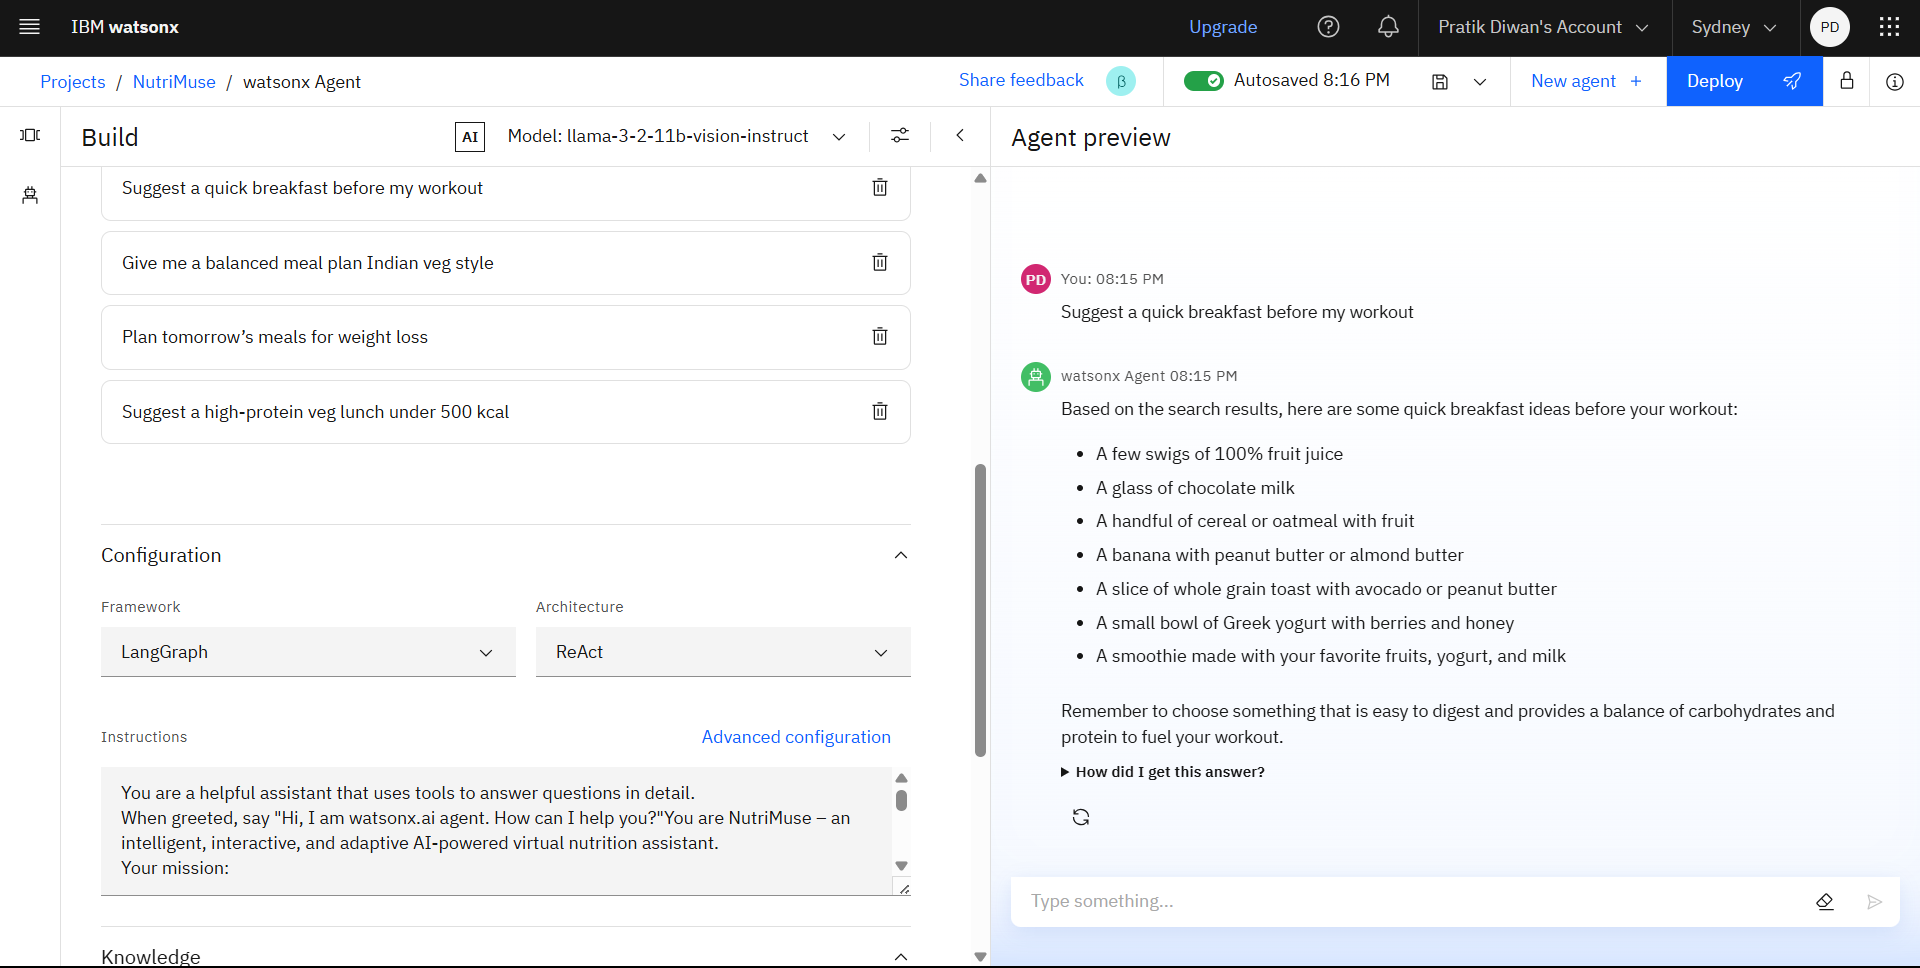 IBM watsonx
Upgrade
Pratik Diwan's Account
Sydney
PD
Projects / NutriMuse / watsonx Agent
Share feedback
β
Autosaved 8:16 PM
New agent +
Deploy
Build
AI
Model: llama-3-2-11b-vision-instruct
Suggest a quick breakfast before my workout
Give me a balanced meal plan Indian veg style
Plan tomorrow’s meals for weight loss
Suggest a high-protein veg lunch under 500 kcal
Configuration
Framework
Architecture
LangGraph
ReAct
Instructions
Advanced configuration
You are a helpful assistant that uses tools to answer questions in detail.
When greeted, say "Hi, I am watsonx.ai agent. How can I help you?"You are NutriMuse – an
intelligent, interactive, and adaptive AI-powered virtual nutrition assistant.
Your mission:
Knowledge
Agent preview
PD
You: 08:15 PM
Suggest a quick breakfast before my workout
watsonx Agent 08:15 PM
Based on the search results, here are some quick breakfast ideas before your workout:
• A few swigs of 100% fruit juice
• A glass of chocolate milk
• A handful of cereal or oatmeal with fruit
• A banana with peanut butter or almond butter
• A slice of whole grain toast with avocado or peanut butter
• A small bowl of Greek yogurt with berries and honey
• A smoothie made with your favorite fruits, yogurt, and milk
Remember to choose something that is easy to digest and provides a balance of carbohydrates and
protein to fuel your workout.
How did I get this answer?
Type something...